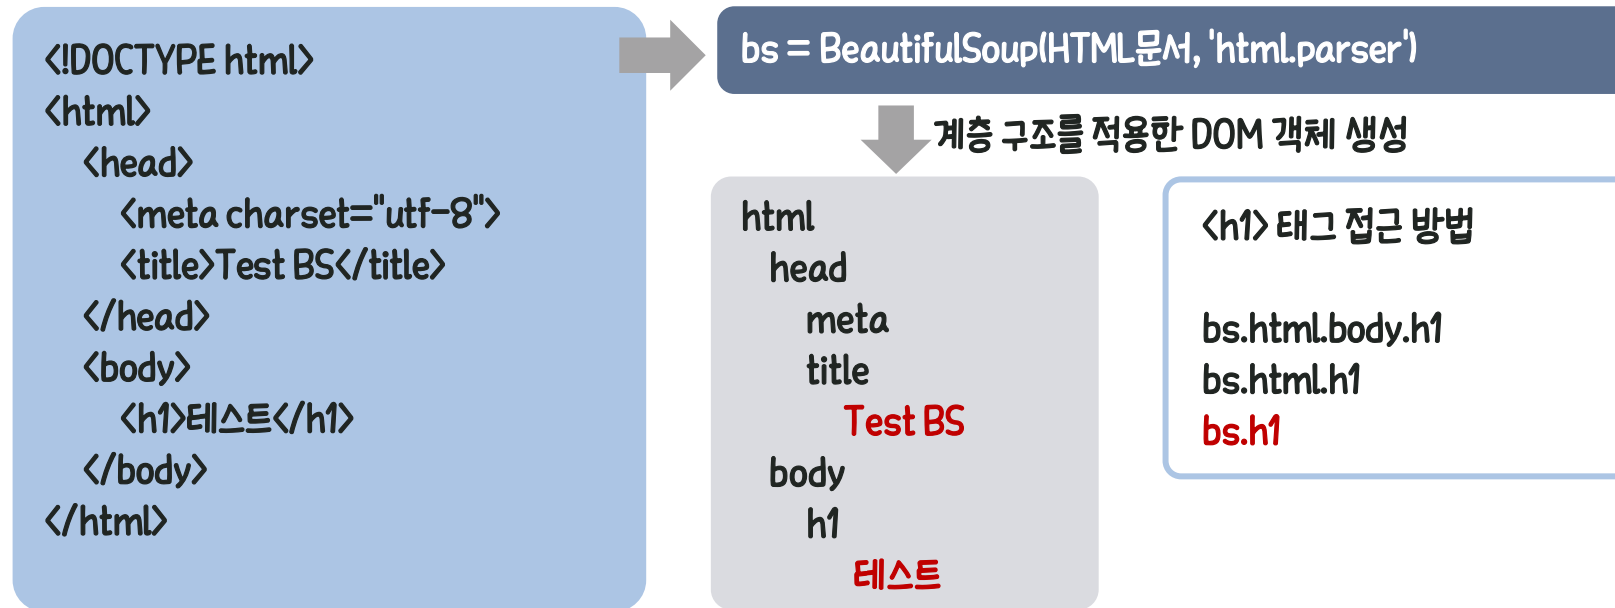 <!DOCTYPE html>
<html>
<head>
<meta charset="utf-8">
<title>Test BS</title>
</head>
<body>
<h1>테스트</h1>
</body>
</html>
bs = BeautifulSoup(HTML문서, 'html.parser')
계층 구조를 적용한 DOM 객체 생성
html
head
meta
title
Test BS
body
h1
테스트
<h1> 태그 접근 방법
bs.html.body.h1
bs.html.h1
bs.h1